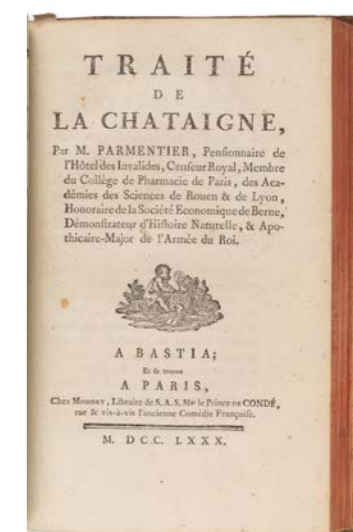 TRAITÉ
DE
LA CHATAIGNE,
Par M. PARMENTIER, Penſionnaire de
l'Hôtel des Invalides, Cenſeur Royal, Membre
du Collége de Pharmacie de Paris, des Aca-
démies des Sciences de Rouen & de Lyon,
Honoraire de la Société Economique de Berne,
Démonſtrateur d'Hiſtoire Naturelle, & Apo-
thicaire-Major de l'Armée du Roi.
A BASTIA;
Et ſe trouve
A PARIS,
Chez MONORY, Libraire de S. A. S. Mgr le Prince DE CONDÉ,
rue & vis-à-vis l'ancienne Comédie Françoiſe.
M. DCC. LXXX.